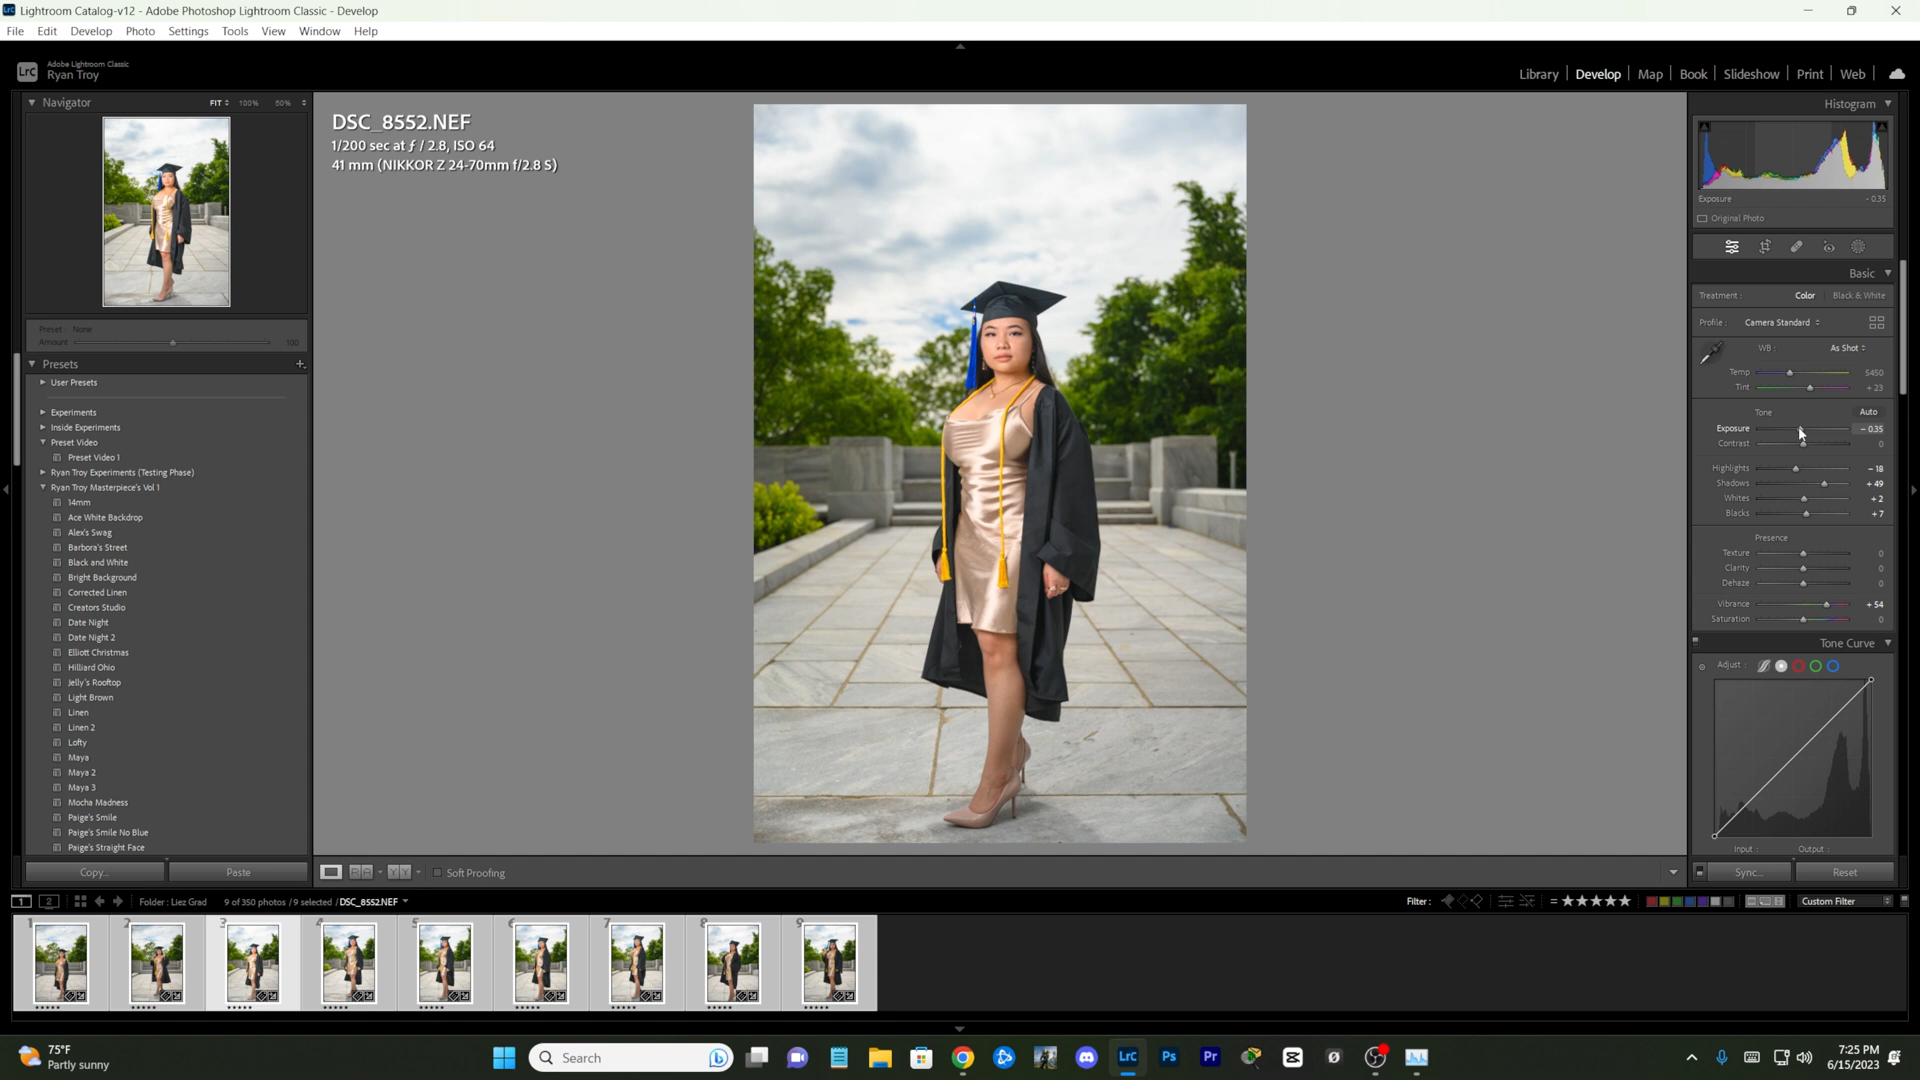 Lightroom Catalog-v12 - Adobe Photoshop Lightroom Classic - Develop
File Edit Develop Photo Settings Tools View Window Help
LrC
Adobe Lightroom Classic
Ryan Troy
Library Develop Map Book Slideshow Print Web
Navigator
FIT 100% 50%
DSC_8552.NEF
1/200 sec at ƒ / 2.8, ISO 64
41 mm (NIKKOR Z 24-70mm f/2.8 S)
Histogram
Exposure - 0.35
Original Photo
Preset : None
Amount 100
Presets +
User Presets
Experiments
Inside Experiments
Preset Video
Preset Video 1
Ryan Troy Experiments (Testing Phase)
Ryan Troy Masterpiece's Vol 1
14mm
Ace White Backdrop
Alex's Swag
Barbora's Street
Black and White
Bright Background
Corrected Linen
Creators Studio
Date Night
Date Night 2
Elliott Christmas
Hilliard Ohio
Jelly's Rooftop
Light Brown
Linen
Linen 2
Lofty
Maya
Maya 2
Maya 3
Mocha Madness
Paige's Smile
Paige's Smile No Blue
Paige's Straight Face
Copy... Paste
Basic
Treatment : Color Black & White
Profile : Camera Standard
WB : As Shot
Temp 5450
Tint + 23
Tone Auto
Exposure - 0.35
Contrast 0
Highlights - 18
Shadows + 49
Whites + 2
Blacks + 7
Presence
Texture 0
Clarity 0
Dehaze 0
Vibrance + 54
Saturation 0
Tone Curve
Adjust :
Input : Output :
Sync... Reset
R A Y Y Soft Proofing
1 2 Folder : Liez Grad 9 of 350 photos / 9 selected / DSC_8552.NEF
Filter : = ★★★★★ Custom Filter
1 2 3 4 5 6 7 8 9
75°F
Partly sunny
Search
LrC Ps Pr
7:25 PM
6/15/2023